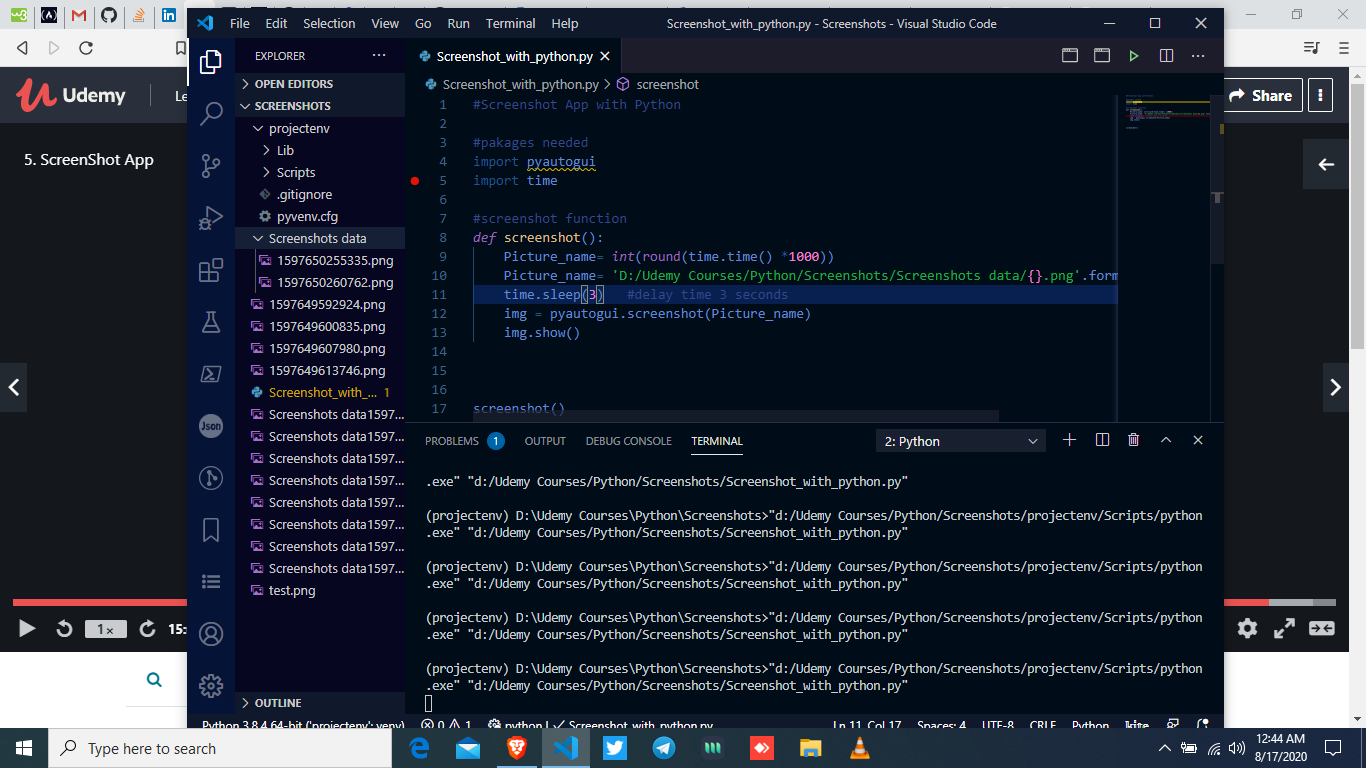 File Edit Selection View Go Run Terminal Help
Screenshot_with_python.py - Screenshots - Visual Studio Code
Udemy
Le
Share
5. ScreenShot App
1x
15:
EXPLORER
OPEN EDITORS
SCREENSHOTS
projectenv
Lib
Scripts
.gitignore
pyvenv.cfg
Screenshots data
1597650255335.png
1597650260762.png
1597649592924.png
1597649600835.png
1597649607980.png
1597649613746.png
Screenshot_with_... 1
Screenshots data1597...
Screenshots data1597...
Screenshots data1597...
Screenshots data1597...
Screenshots data1597...
Screenshots data1597...
Screenshots data1597...
Screenshots data1597...
test.png
OUTLINE
Json
Screenshot_with_python.py
Screenshot_with_python.py > screenshot
1 #Screenshot App with Python
2
3 #pakages needed
4 import pyautogui
5 import time
6
7 #screenshot function
8 def screenshot():
9 Picture_name= int(round(time.time() *1000))
10 Picture_name= 'D:/Udemy Courses/Python/Screenshots/Screenshots data/{}.png'.form
11 time.sleep(3) #delay time 3 seconds
12 img = pyautogui.screenshot(Picture_name)
13 img.show()
14
15
16
17 screenshot()
PROBLEMS 1 OUTPUT DEBUG CONSOLE TERMINAL 2: Python
.exe" "d:/Udemy Courses/Python/Screenshots/Screenshot_with_python.py"
(projectenv) D:\Udemy Courses\Python\Screenshots>"d:/Udemy Courses/Python/Screenshots/projectenv/Scripts/python
.exe" "d:/Udemy Courses/Python/Screenshots/Screenshot_with_python.py"
(projectenv) D:\Udemy Courses\Python\Screenshots>"d:/Udemy Courses/Python/Screenshots/projectenv/Scripts/python
.exe" "d:/Udemy Courses/Python/Screenshots/Screenshot_with_python.py"
(projectenv) D:\Udemy Courses\Python\Screenshots>"d:/Udemy Courses/Python/Screenshots/projectenv/Scripts/python
.exe" "d:/Udemy Courses/Python/Screenshots/Screenshot_with_python.py"
(projectenv) D:\Udemy Courses\Python\Screenshots>"d:/Udemy Courses/Python/Screenshots/projectenv/Scripts/python
.exe" "d:/Udemy Courses/Python/Screenshots/Screenshot_with_python.py"
Python 3.8.4 64-bit ('projectenv': venv) 0 1 python | ✓ Screenshot_with_python.py Ln 11, Col 17 Spaces: 4 UTF-8 CRLF Python kite
Type here to search
12:44 AM
8/17/2020